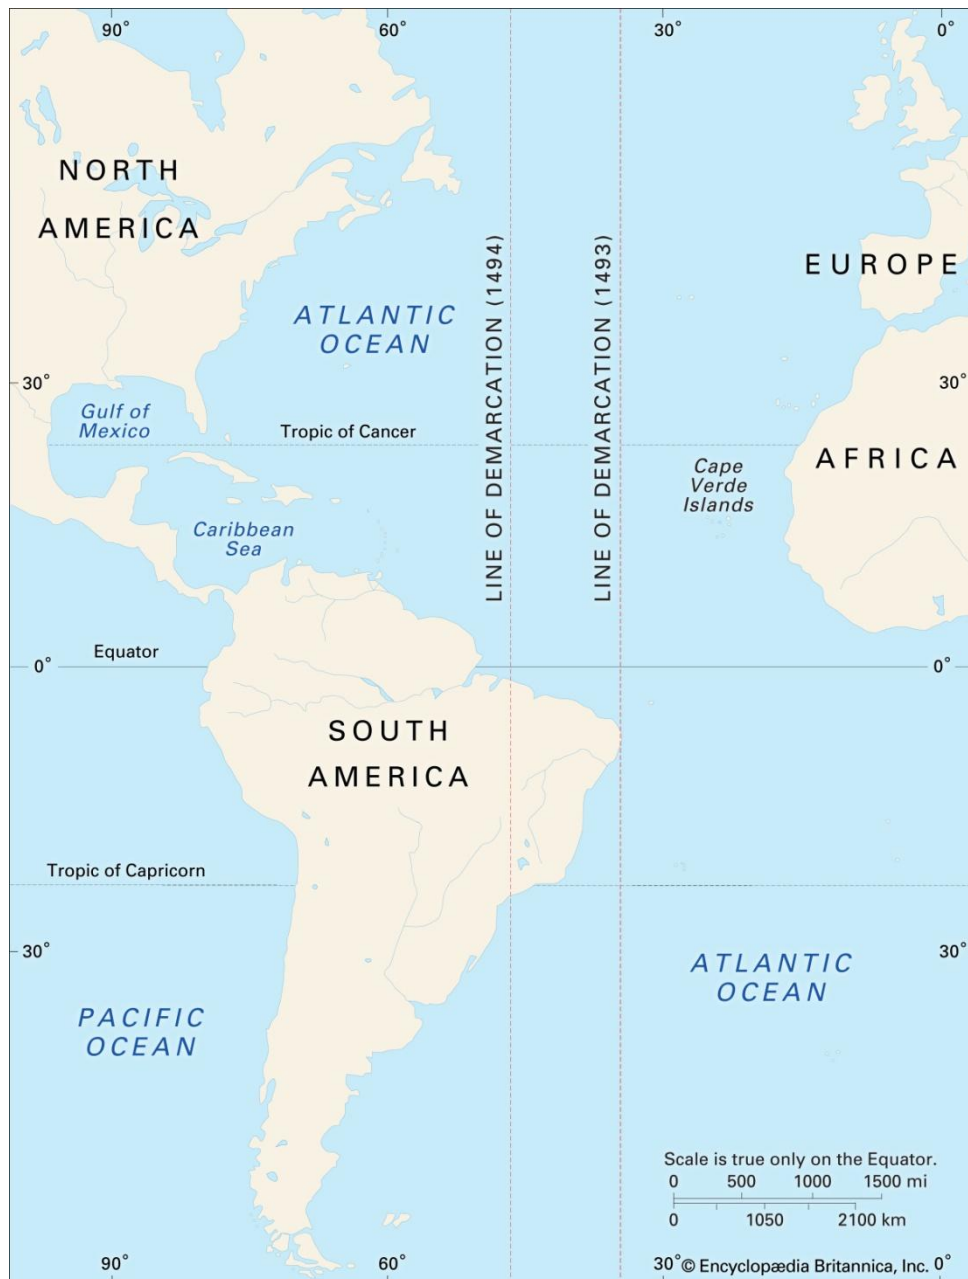 90°
60°
30°
0°
NORTH
AMERICA
EUROPE
ATLANTIC
OCEAN
LINE OF DEMARCATION (1494)
LINE OF DEMARCATION (1493)
30°
30°
Gulf of
Mexico
Tropic of Cancer
AFRICA
Cape
Verde
Islands
Caribbean
Sea
Equator
0°
0°
SOUTH
AMERICA
Tropic of Capricorn
30°
30°
ATLANTIC
OCEAN
PACIFIC
OCEAN
Scale is true only on the Equator.
0 500 1000 1500 mi
0 1050 2100 km
90°
60°
30°
© Encyclopædia Britannica, Inc.
0°